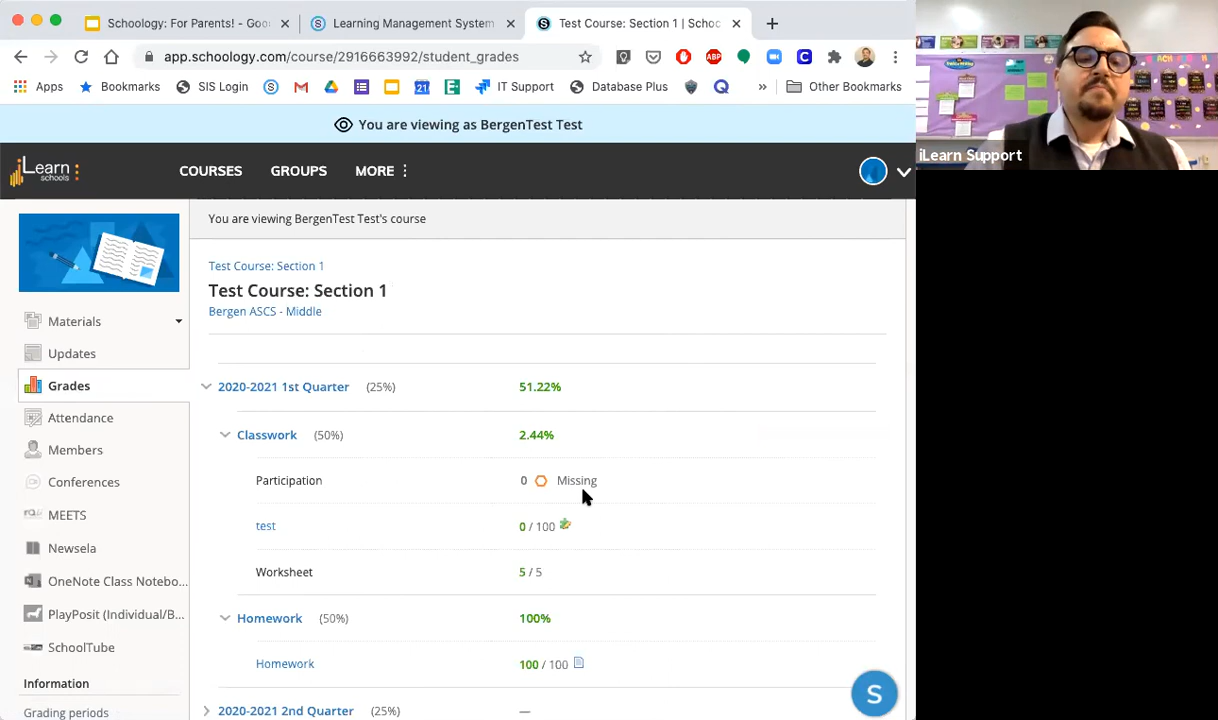 Schoology: For Parents! - Goo
Learning Management System
Test Course: Section 1 | Schoo
app.schoology.com/course/2916663992/student_grades
Apps
Bookmarks
SIS Login
IT Support
Database Plus
»
Other Bookmarks
You are viewing as BergenTest Test
iLearn
schools
COURSES
GROUPS
MORE
iLearn Support
You are viewing BergenTest Test's course
Test Course: Section 1
Test Course: Section 1
Bergen ASCS - Middle
Materials
Updates
Grades
Attendance
Members
Conferences
MEETS
Newsela
OneNote Class Notebo...
PlayPosit (Individual/B...
SchoolTube
Information
Grading periods
2020-2021 1st Quarter (25%) 51.22%
Classwork (50%) 2.44%
Participation 0 Missing
test 0 / 100
Worksheet 5 / 5
Homework (50%) 100%
Homework 100 / 100
2020-2021 2nd Quarter (25%) —
S